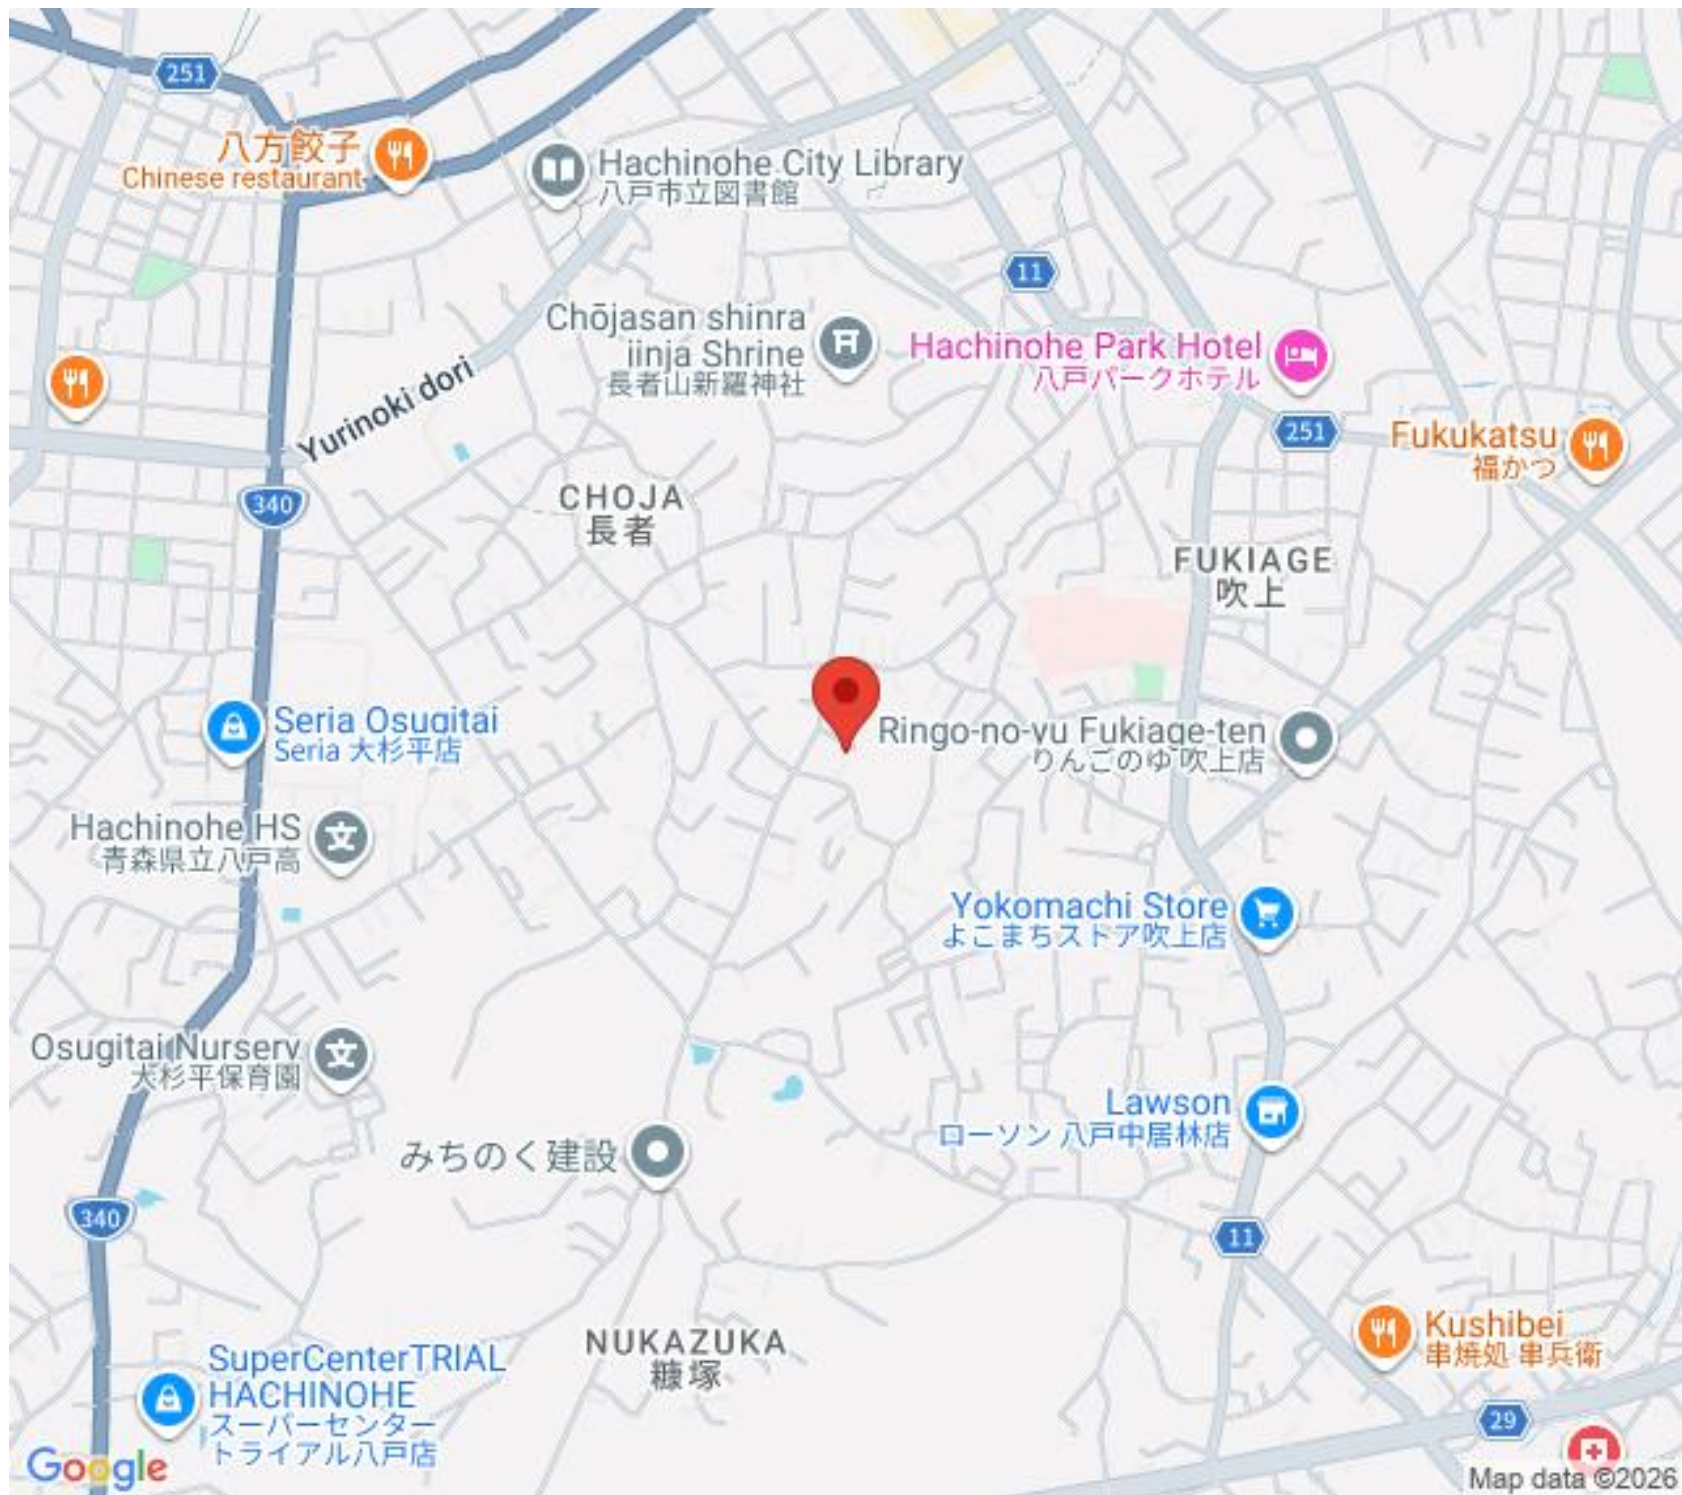 251
八方餃子
Chinese restaurant
Hachinohe City Library
八戸市立図書館
11
Chōjasan shinra
jinja Shrine
長者山新羅神社
Hachinohe Park Hotel
八戸パークホテル
251
Fukukatsu
福かつ
Yurinoki dori
340
CHOJA
長者
FUKIAGE
吹上
Seria Osugitai
Seria 大杉平店
Ringo-no-yu Fukiage-ten
りんごのゆ 吹上店
Hachinohe HS
青森県立八戸高
Yokomachi Store
よこまちストア吹上店
Osugitai Nursery
大杉平保育園
Lawson
ローソン 八戸中居林店
みちのく建設
340
11
NUKAZUKA
糠塚
Kushibei
串焼処 串兵衛
SuperCenterTRIAL
HACHINOHE
スーパーセンター
トライアル八戸店
29
Google
Map data ©2026